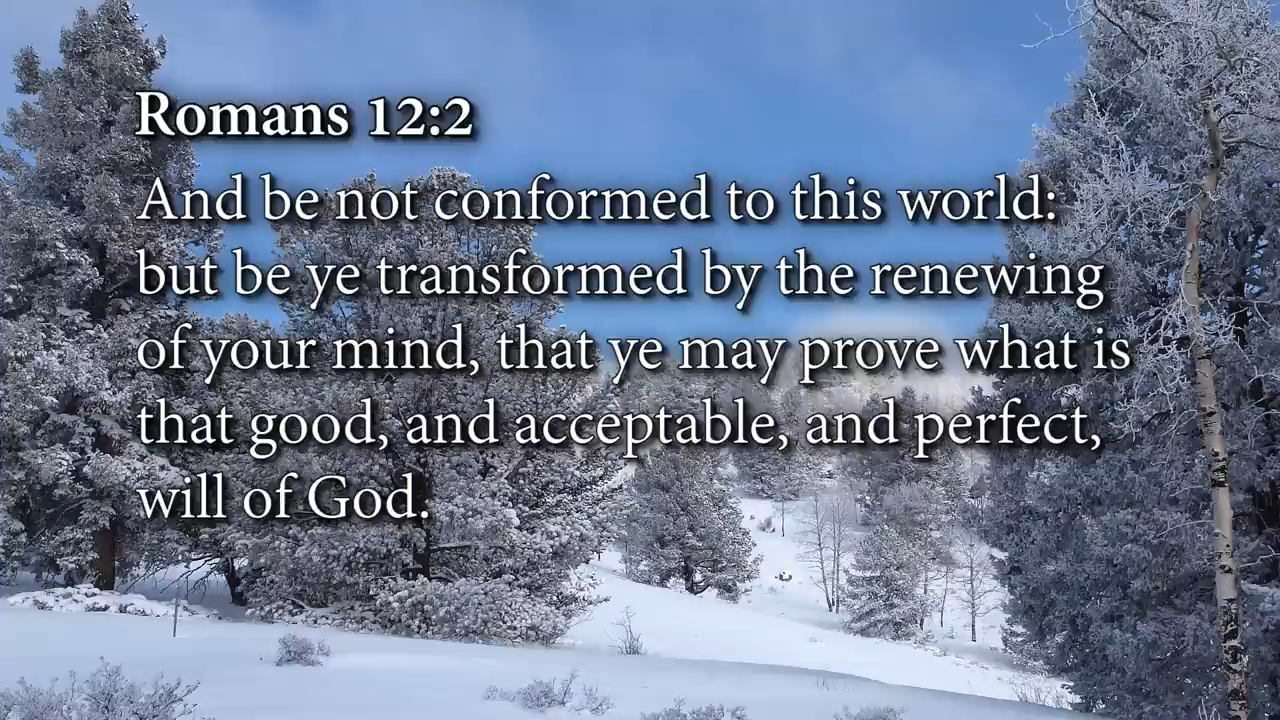 Romans 12:2
And be not conformed to this world:
but be ye transformed by the renewing
of your mind, that ye may prove what is
that good, and acceptable, and perfect,
will of God.